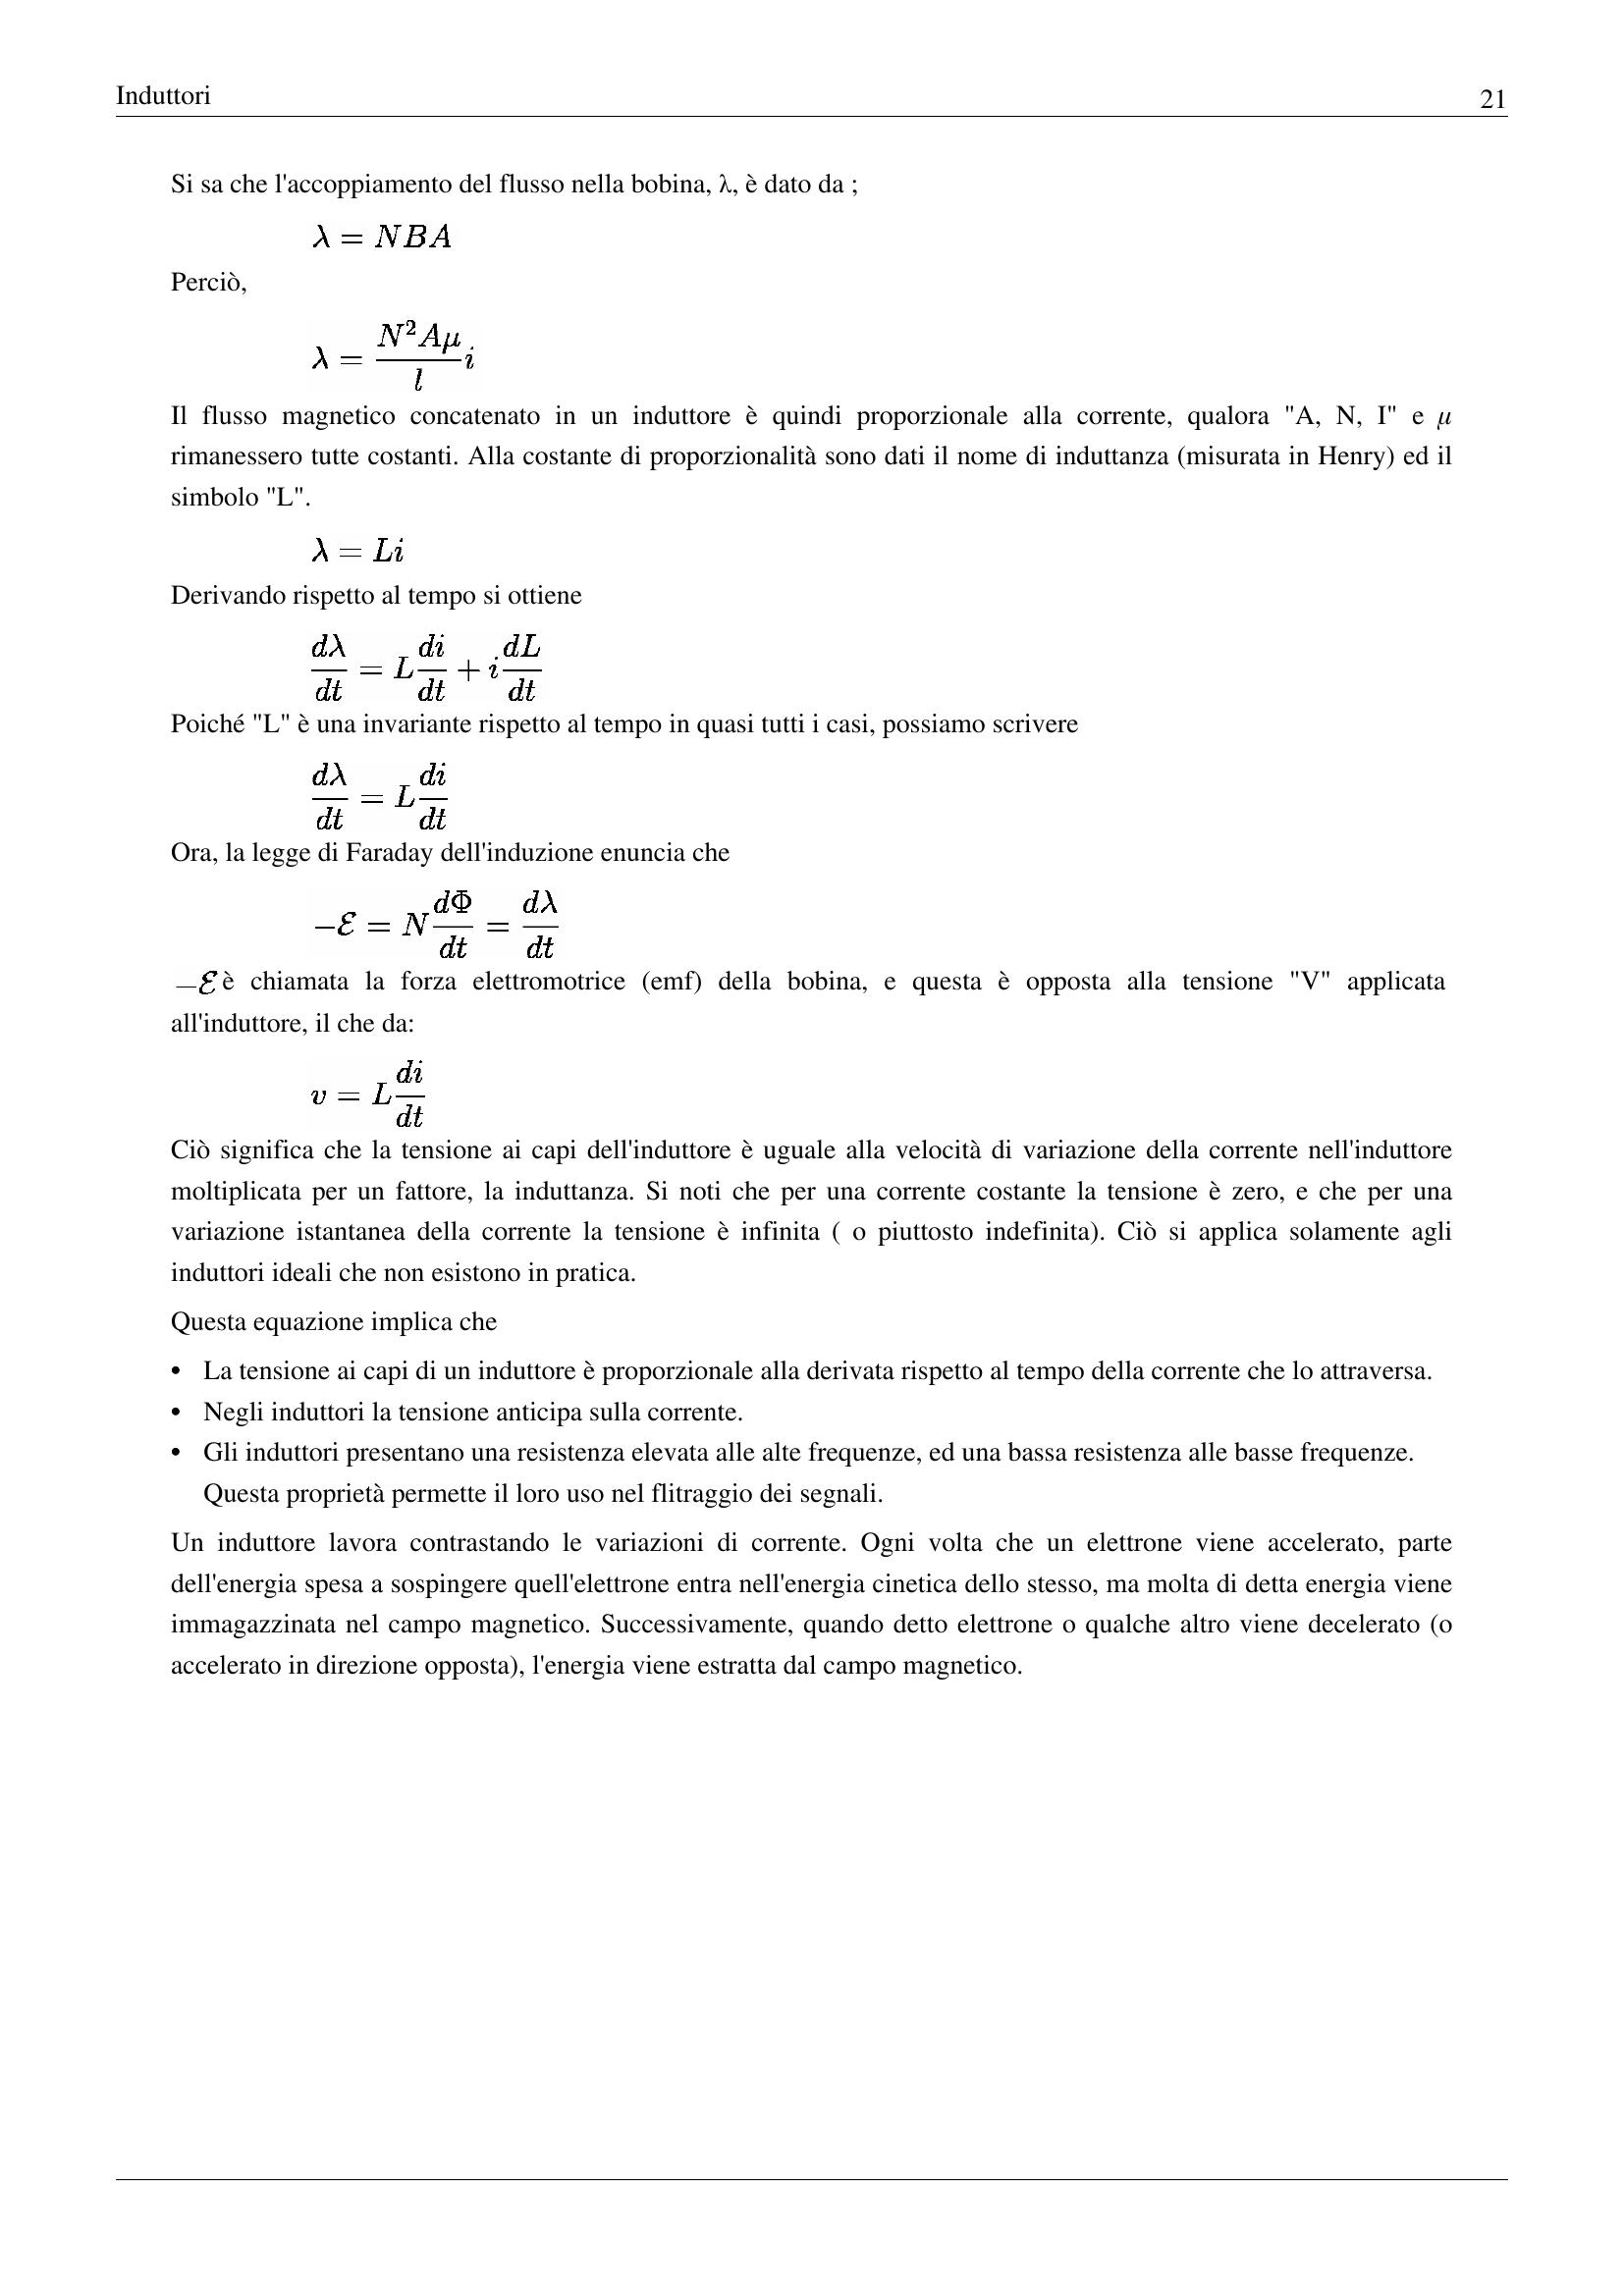 Induttori 21
Si sa che l'accoppiamento del flusso nella bobina, λ, è dato da ;
λ = NBA
Perciò,
λ = \frac{N^2 A μ}{l} i
Il flusso magnetico concatenato in un induttore è quindi proporzionale alla corrente, qualora "A, N, I" e μ
rimanessero tutte costanti. Alla costante di proporzionalità sono dati il nome di induttanza (misurata in Henry) ed il
simbolo "L".
λ = Li
Derivando rispetto al tempo si ottiene
\frac{dλ}{dt} = L\frac{di}{dt} + i\frac{dL}{dt}
Poiché "L" è una invariante rispetto al tempo in quasi tutti i casi, possiamo scrivere
\frac{dλ}{dt} = L\frac{di}{dt}
Ora, la legge di Faraday dell'induzione enuncia che
−ℰ = N\frac{dΦ}{dt} = \frac{dλ}{dt}
−ℰ è chiamata la forza elettromotrice (emf) della bobina, e questa è opposta alla tensione "V" applicata
all'induttore, il che da:
v = L\frac{di}{dt}
Ciò significa che la tensione ai capi dell'induttore è uguale alla velocità di variazione della corrente nell'induttore
moltiplicata per un fattore, la induttanza. Si noti che per una corrente costante la tensione è zero, e che per una
variazione istantanea della corrente la tensione è infinita ( o piuttosto indefinita). Ciò si applica solamente agli
induttori ideali che non esistono in pratica.
Questa equazione implica che
• La tensione ai capi di un induttore è proporzionale alla derivata rispetto al tempo della corrente che lo attraversa.
• Negli induttori la tensione anticipa sulla corrente.
• Gli induttori presentano una resistenza elevata alle alte frequenze, ed una bassa resistenza alle basse frequenze.
Questa proprietà permette il loro uso nel flitraggio dei segnali.
Un induttore lavora contrastando le variazioni di corrente. Ogni volta che un elettrone viene accelerato, parte
dell'energia spesa a sospingere quell'elettrone entra nell'energia cinetica dello stesso, ma molta di detta energia viene
immagazzinata nel campo magnetico. Successivamente, quando detto elettrone o qualche altro viene decelerato (o
accelerato in direzione opposta), l'energia viene estratta dal campo magnetico.